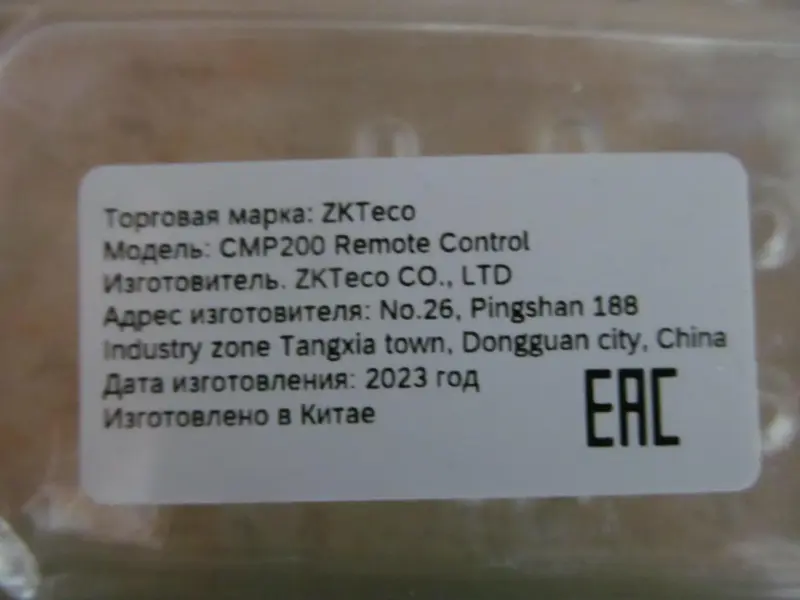 Торговая марка: ZKTeco
Модель: CMP200 Remote Control
Изготовитель. ZKTeco CO., LTD
Адрес изготовителя: No.26, Pingshan 188
Industry zone Tangxia town, Dongguan city, China
Дата изготовления: 2023 год
Изготовлено в Китае
EAC